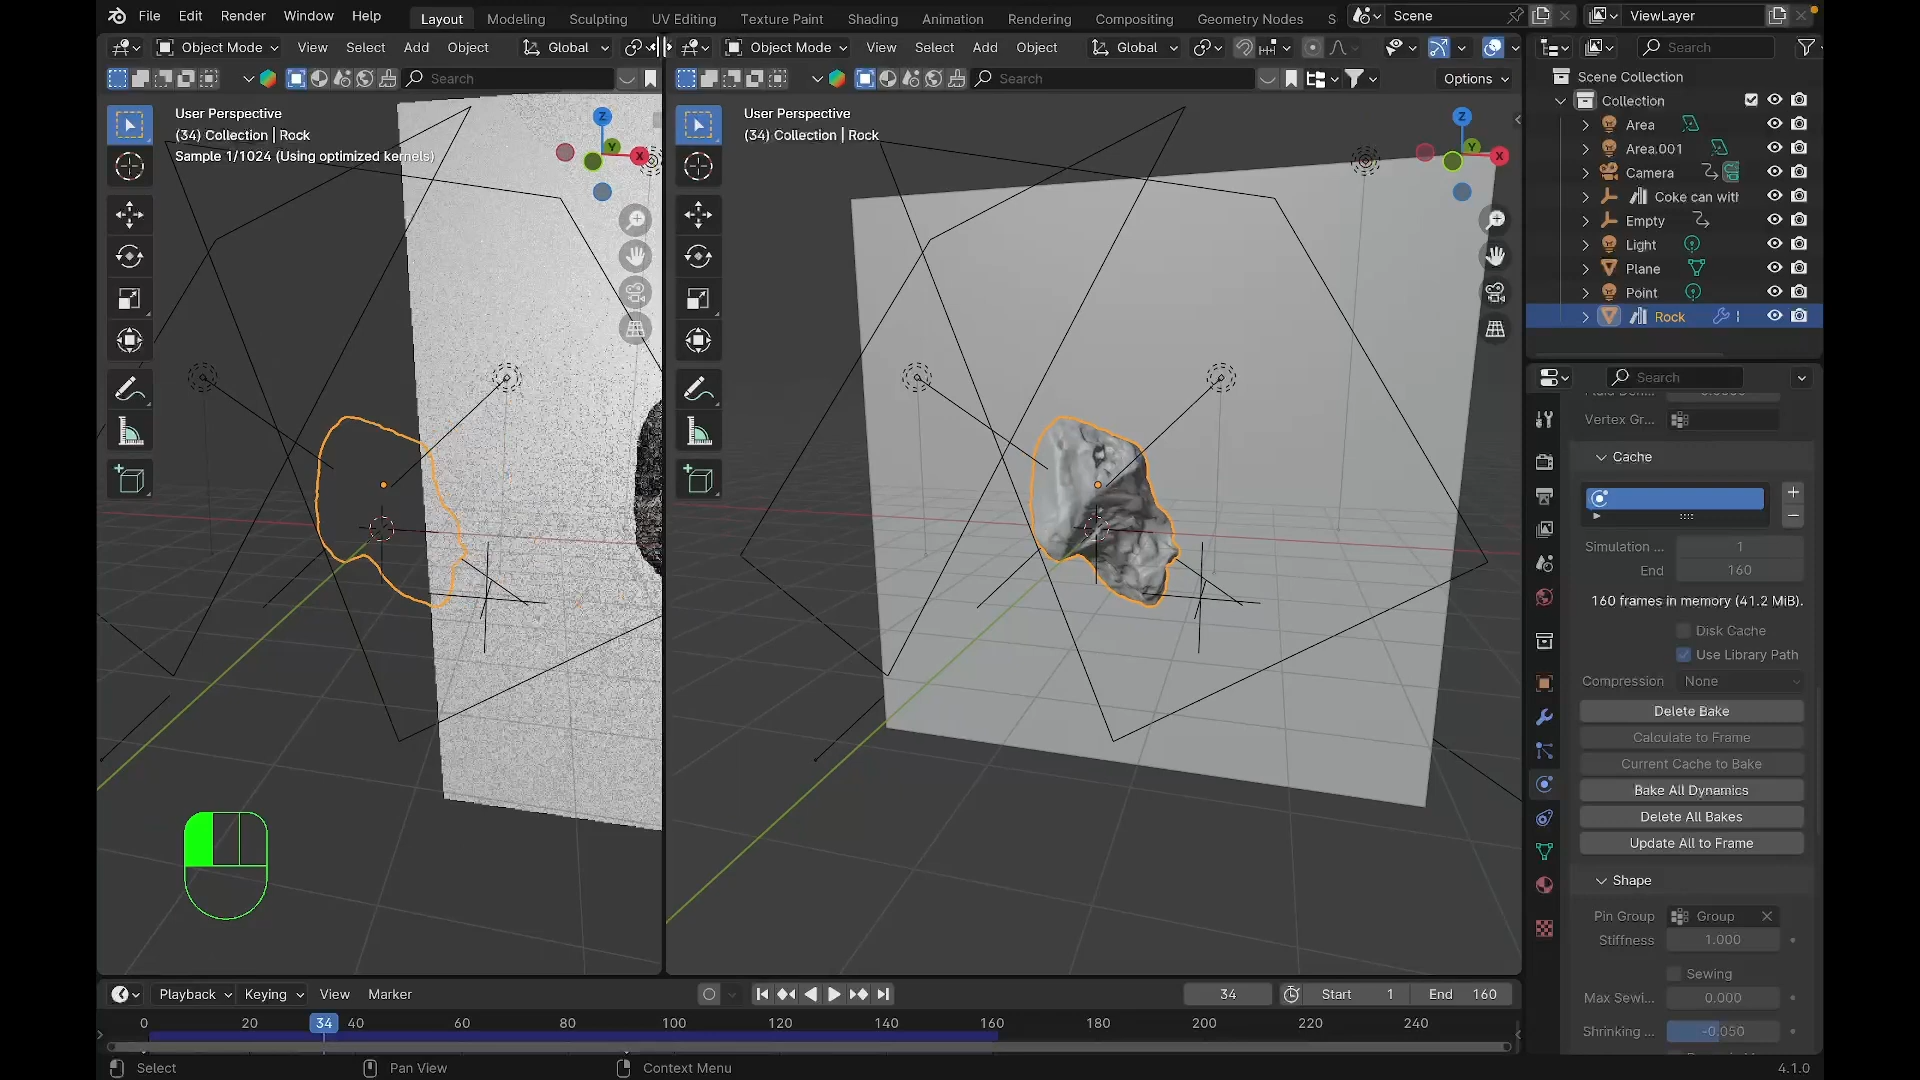 File Edit Render Window Help Layout Modeling Sculpting UV Editing Texture Paint Shading Animation Rendering Compositing Geometry Nodes S Scene ViewLayer
Object Mode View Select Add Object Global
Object Mode View Select Add Object Global
Search
Search
Search Options
User Perspective
(34) Collection | Rock
Sample 1/1024 (Using optimized kernels)
Z
Y
X
User Perspective
(34) Collection | Rock
Z
Y
X
Scene Collection
Collection
Area
Area.001
Camera
Coke can with
Empty
Light
Plane
Point
Rock
Search
Vertex Gr...
Cache
Simulation ... 1
End 160
160 frames in memory (41.2 MiB).
Disk Cache
Use Library Path
Compression None
Delete Bake
Calculate to Frame
Current Cache to Bake
Bake All Dynamics
Delete All Bakes
Update All to Frame
Shape
Pin Group Group
Stiffness 1.000
Sewing
Max Sewi... 0.000
Shrinking ... -0.050
Playback Keying View Marker 34 Start 1 End 160
0 20 34 40 60 80 100 120 140 160 180 200 220 240
Select Pan View Context Menu 4.1.0